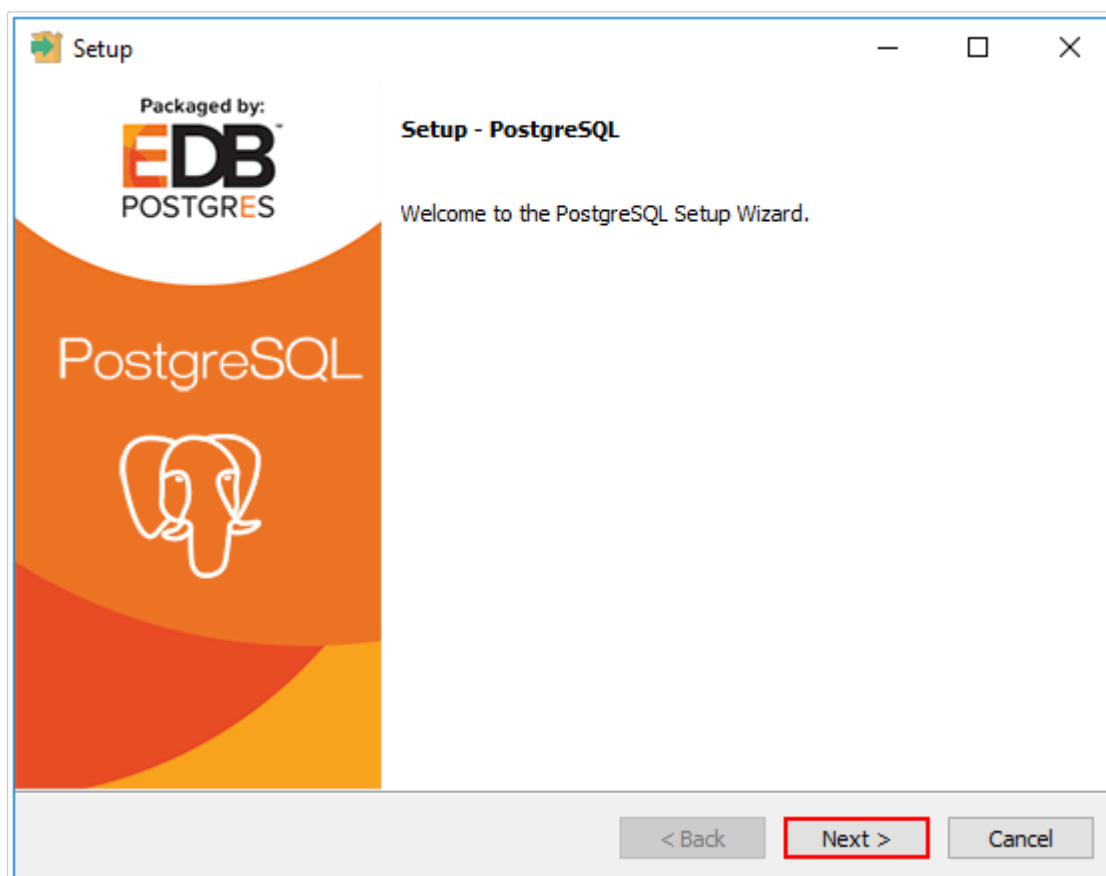 Setup
Packaged by:
EDB
POSTGRES
Setup - PostgreSQL
Welcome to the PostgreSQL Setup Wizard.
PostgreSQL
< Back
Next >
Cancel